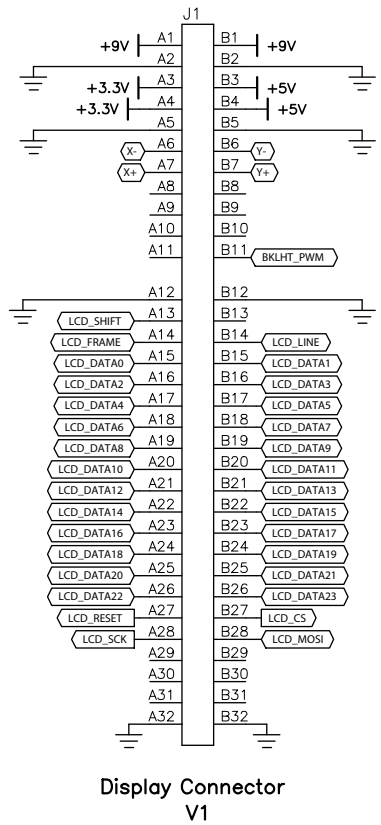 J1
+9V A1 B1 +9V
A2 B2
+3.3V A3 B3 +5V
+3.3V A4 B4 +5V
A5 B5
X- A6 B6 Y-
X+ A7 B7 Y+
A8 B8
A9 B9
A10 B10
A11 B11 BKLHT_PWM
A12 B12
LCD_SHIFT A13 B13
LCD_FRAME A14 B14 LCD_LINE
LCD_DATA0 A15 B15 LCD_DATA1
LCD_DATA2 A16 B16 LCD_DATA3
LCD_DATA4 A17 B17 LCD_DATA5
LCD_DATA6 A18 B18 LCD_DATA7
LCD_DATA8 A19 B19 LCD_DATA9
LCD_DATA10 A20 B20 LCD_DATA11
LCD_DATA12 A21 B21 LCD_DATA13
LCD_DATA14 A22 B22 LCD_DATA15
LCD_DATA16 A23 B23 LCD_DATA17
LCD_DATA18 A24 B24 LCD_DATA19
LCD_DATA20 A25 B25 LCD_DATA21
LCD_DATA22 A26 B26 LCD_DATA23
LCD_RESET A27 B27 LCD_CS
LCD_SCK A28 B28 LCD_MOSI
A29 B29
A30 B30
A31 B31
A32 B32
Display Connector
V1